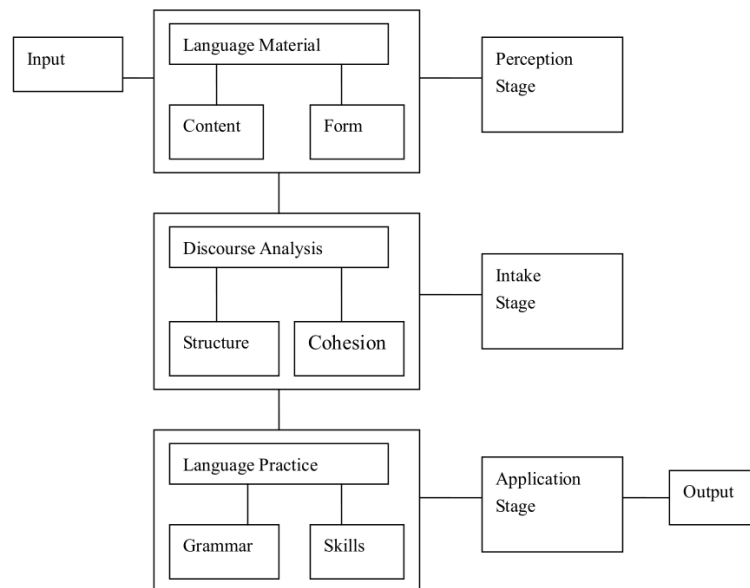 Input
Language Material
Content
Form
Perception
Stage
Discourse Analysis
Structure
Cohesion
Intake
Stage
Language Practice
Grammar
Skills
Application
Stage
Output